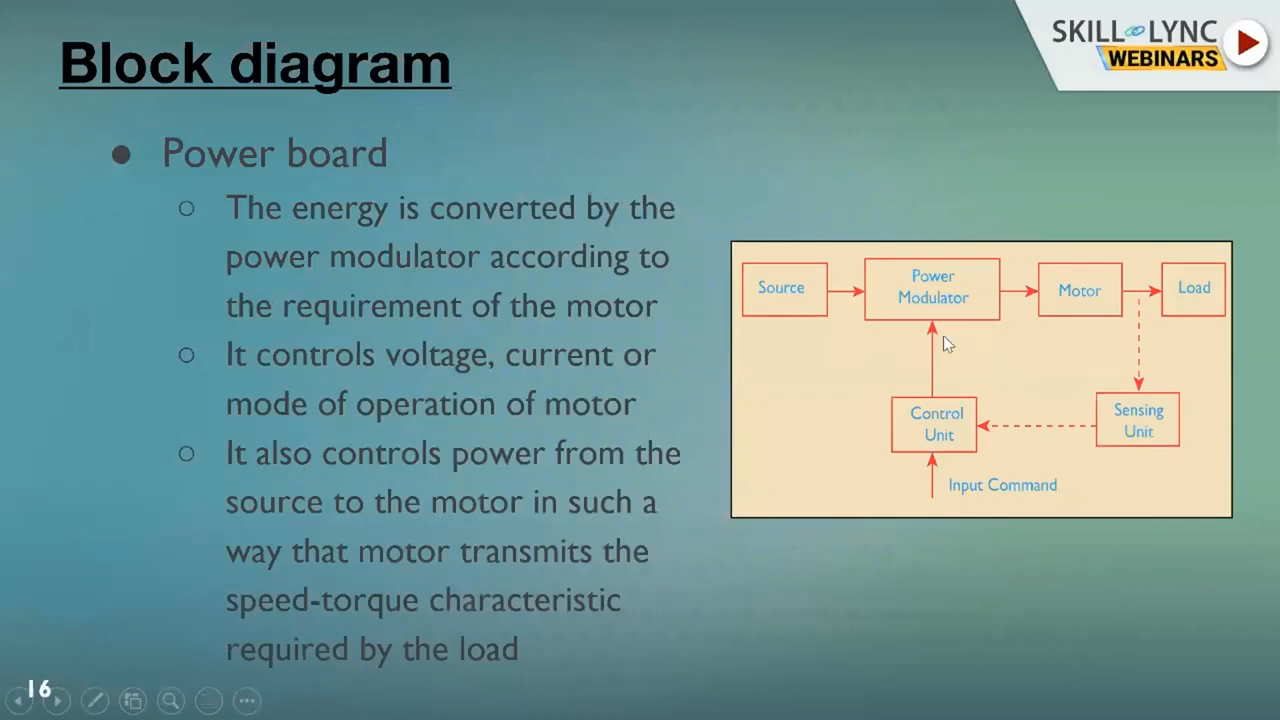 Block diagram
SKILL LYNC
WEBINARS
Power board
The energy is converted by the
power modulator according to
the requirement of the motor
It controls voltage, current or
mode of operation of motor
It also controls power from the
source to the motor in such a
way that motor transmits the
speed-torque characteristic
required by the load
Source
Power
Modulator
Motor
Load
Control
Unit
Sensing
Unit
Input Command
16